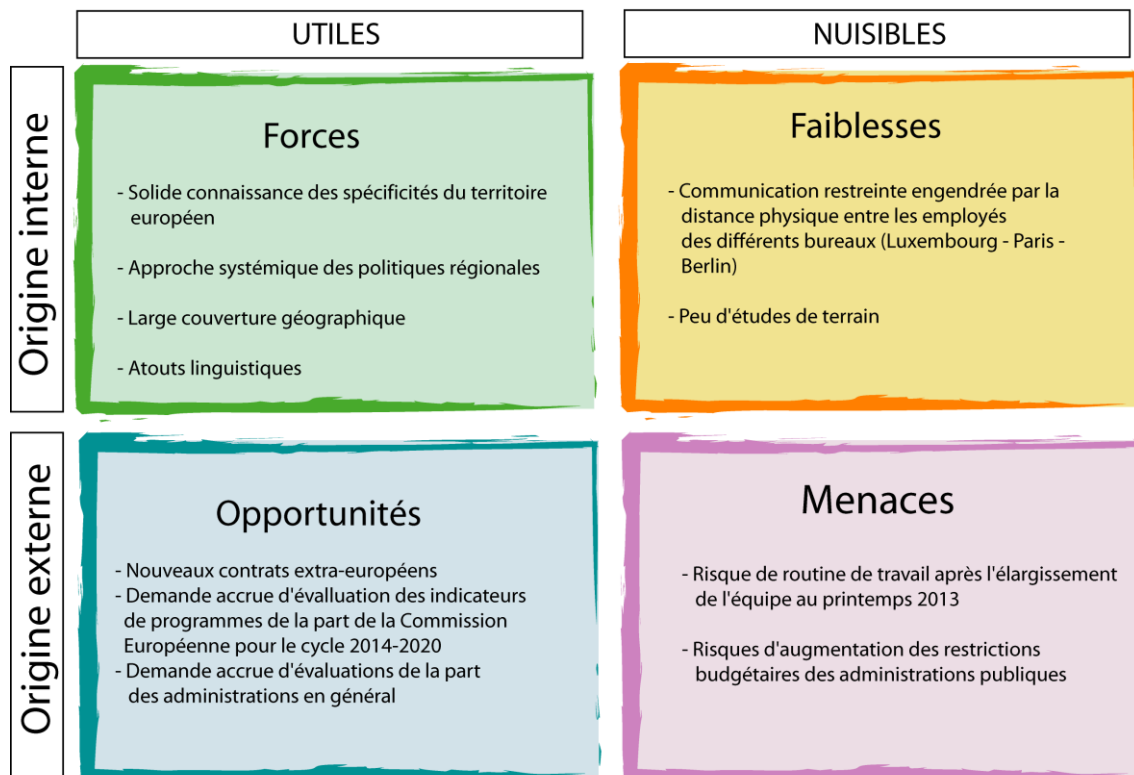 UTILES
NUISIBLES
Origine interne
Forces
- Solide connaissance des spécificités du territoire
européen
- Approche systémique des politiques régionales
- Large couverture géographique
- Atouts linguistiques
Faiblesses
- Communication restreinte engendrée par la
distance physique entre les employés
des différents bureaux (Luxembourg - Paris -
Berlin)
- Peu d'études de terrain
Origine externe
Opportunités
- Nouveaux contrats extra-européens
- Demande accrue d'évalluation des indicateurs
de programmes de la part de la Commission
Européenne pour le cycle 2014-2020
- Demande accrue d'évaluations de la part
des administrations en général
Menaces
- Risque de routine de travail après l'élargissement
de l'équipe au printemps 2013
- Risques d'augmentation des restrictions
budgétaires des administrations publiques